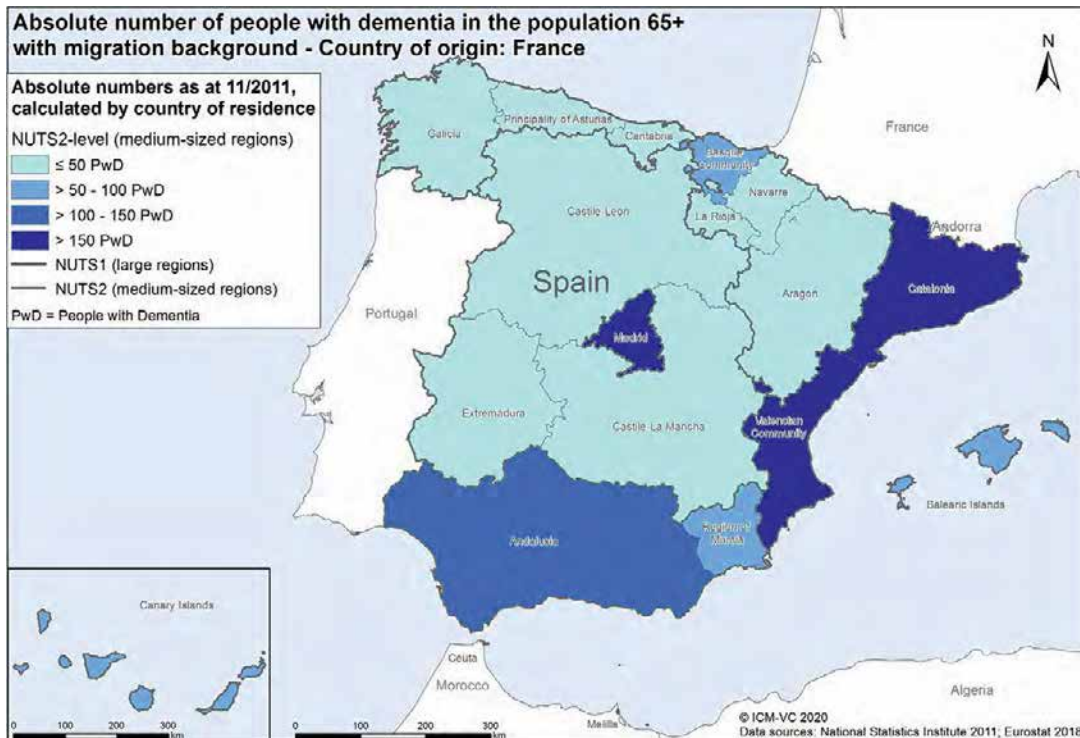 Absolute number of people with dementia in the population 65+
with migration background - Country of origin: France
Absolute numbers as at 11/2011,
calculated by country of residence
NUTS2-level (medium-sized regions)
≤ 50 PwD
> 50 - 100 PwD
> 100 - 150 PwD
> 150 PwD
NUTS1 (large regions)
NUTS2 (medium-sized regions)
PwD = People with Dementia
N
France
Galicia
Principality of Asturias
Cantabria
Basque
Community
Navarre
La Rioja
Castile-León
Andorra
Catalonia
Aragon
Spain
Portugal
Madrid
Extremadura
Castile-La Mancha
Valencian
Community
Balearic Islands
Region of
Murcia
Andalusia
Canary Islands
0 100 200 300
km
Ceuta
Morocco
Melilla
Algeria
0 100 200 300
km
© ICM-VC 2020
Data sources: National Statistics Institute 2011; Eurostat 2018